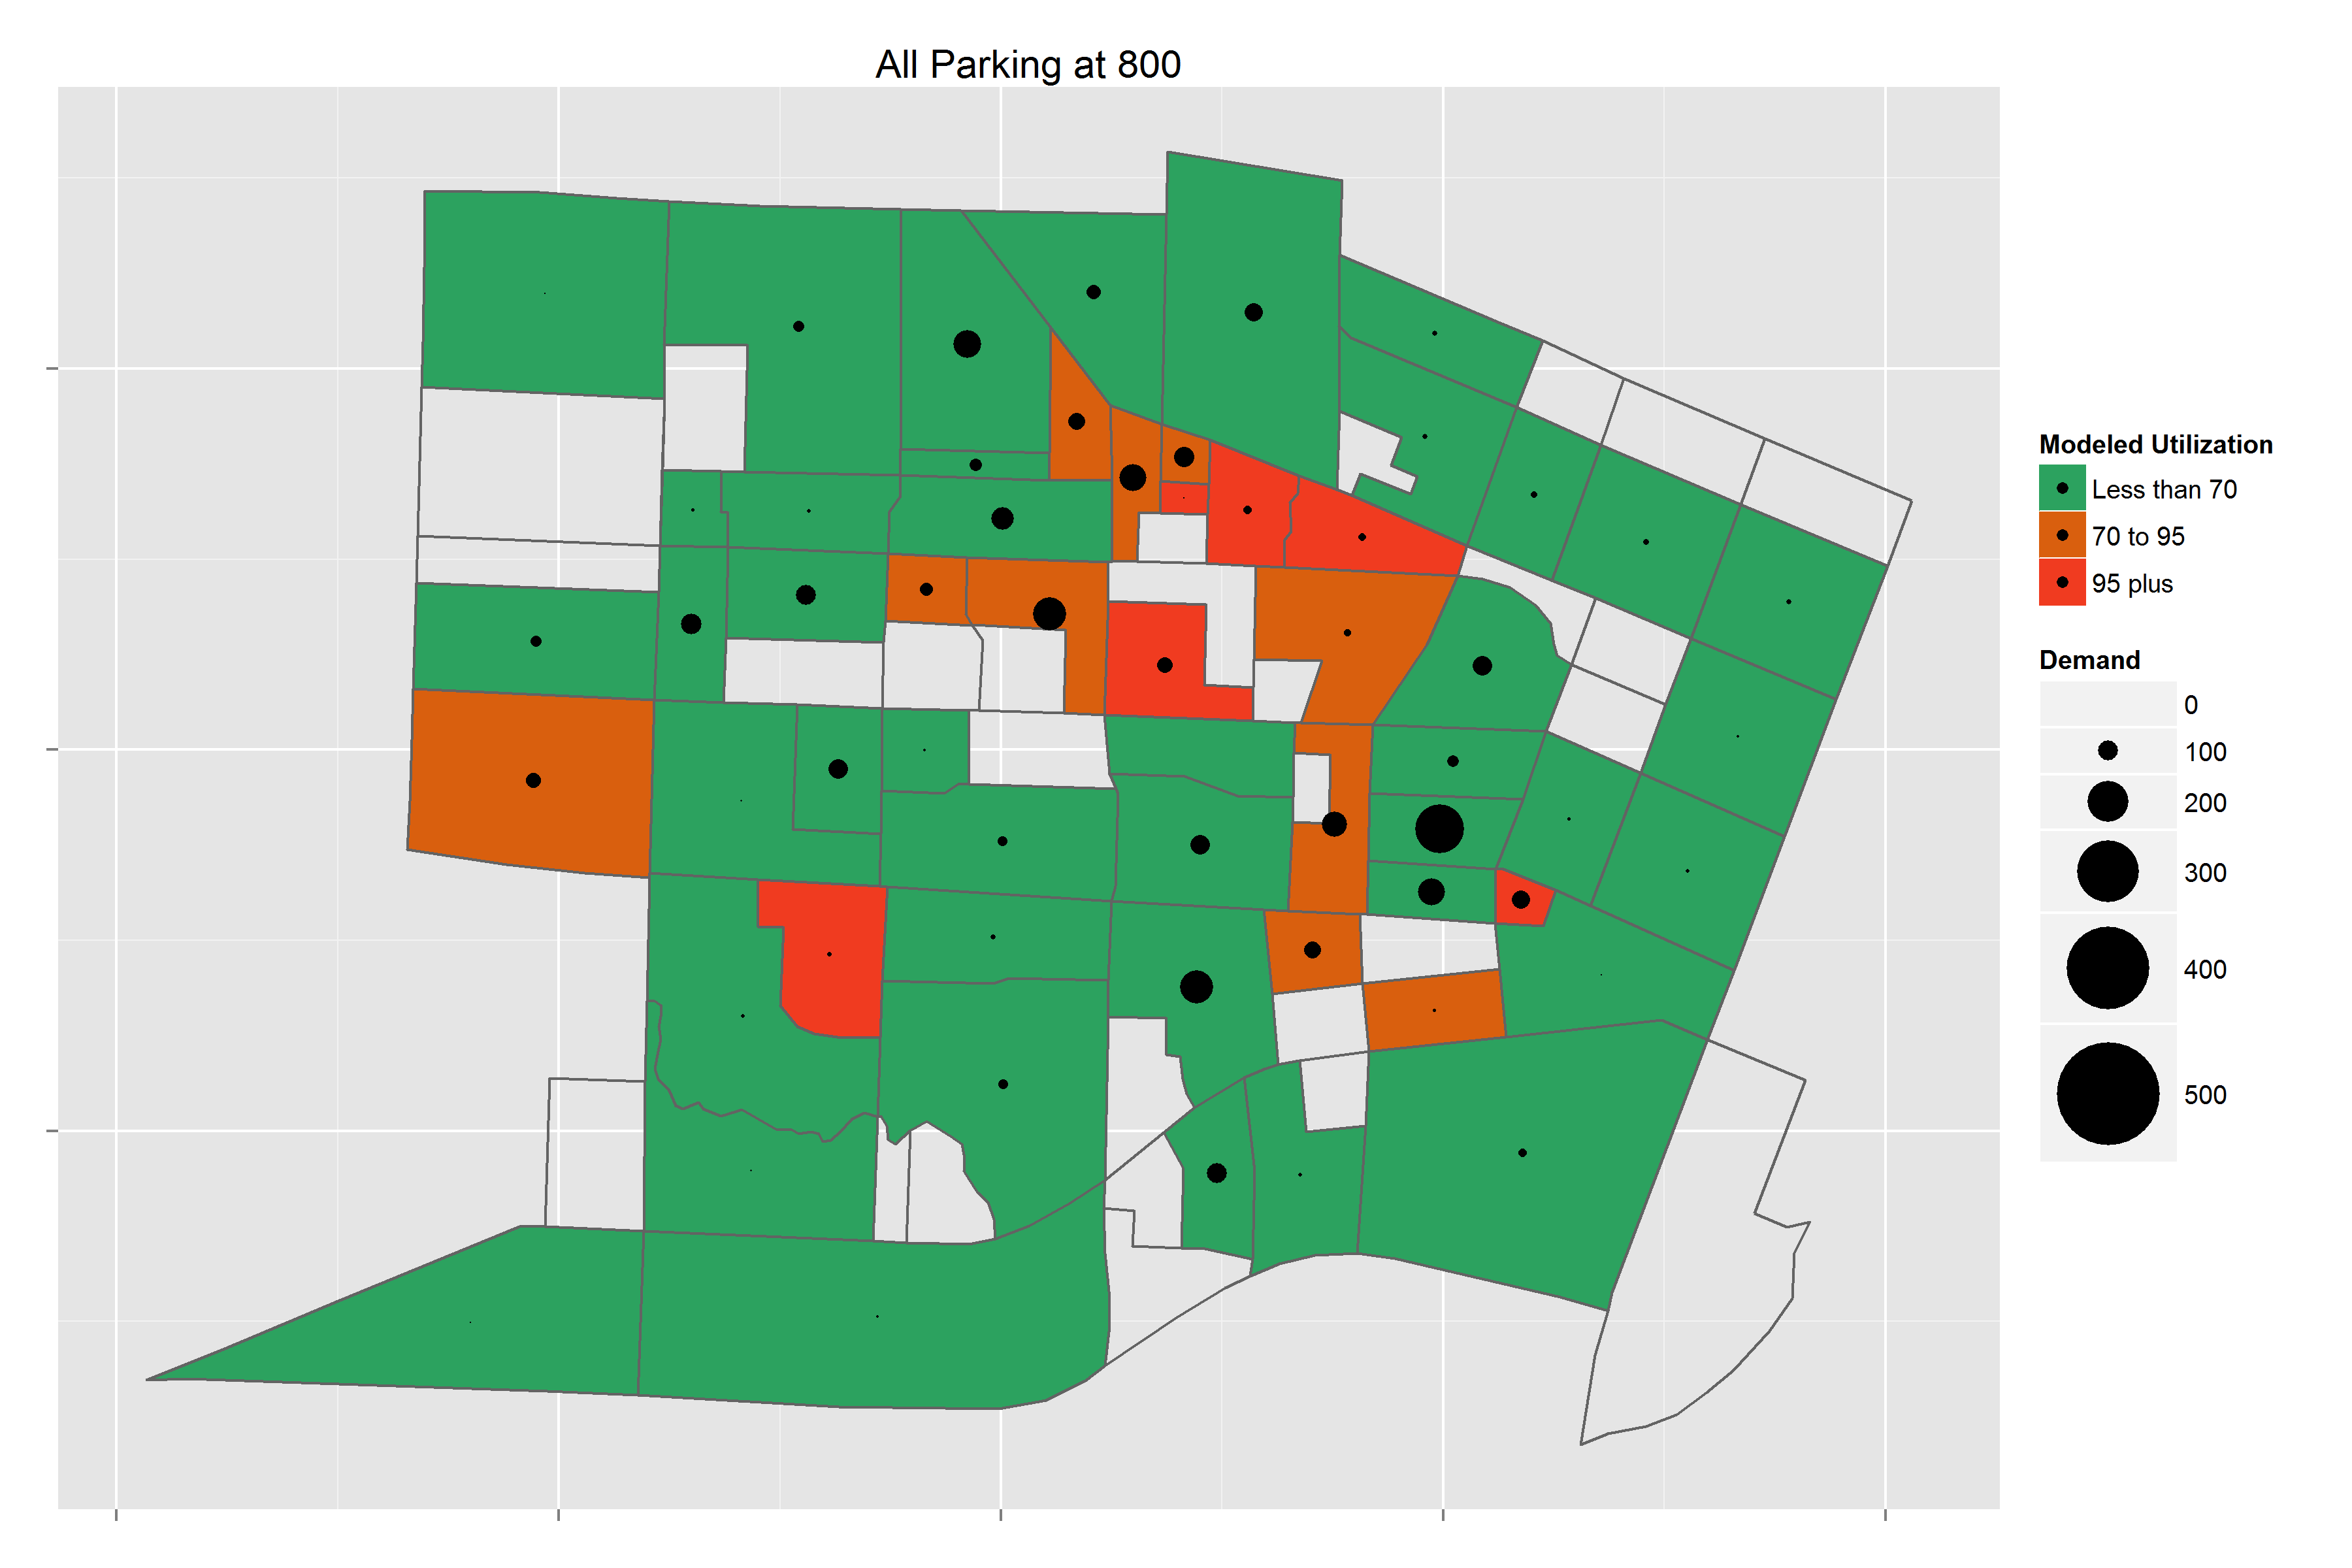 All Parking at 800
Modeled Utilization
Less than 70
70 to 95
95 plus
Demand
0
100
200
300
400
500